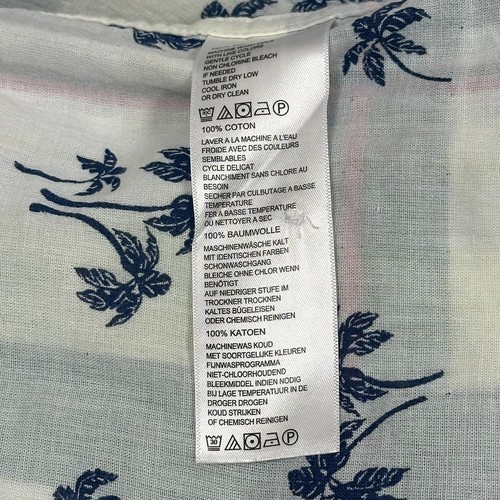 WITH LIKE COLORS
GENTLE CYCLE
NON CHLORINE BLEACH
IF NEEDED
TUMBLE DRY LOW
COOL IRON
OR DRY CLEAN
100% COTON
LAVER A LA MACHINE A L'EAU
FROIDE AVEC DES COULEURS
SEMBLABLES
CYCLE DELICAT
BLANCHIMENT SANS CHLORE AU
BESOIN
SECHER PAR CULBUTAGE A BASSE
TEMPERATURE
FER A BASSE TEMPERATURE
OU NETTOYER A SEC
100% BAUMWOLLE
MASCHINENWÄSCHE KALT
MIT IDENTISCHEN FARBEN
SCHONWASCHGANG
BLEICHE OHNE CHLOR WENN
BENÖTIGT
AUF NIEDRIGER STUFE IM
TROCKNER TROCKNEN
KALTES BÜGELEISEN
ODER CHEMISCH REINIGEN
100% KATOEN
MACHINEWAS KOUD
MET SOORTGELIJKE KLEUREN
FIJNWASPROGRAMMA
NIET-CHLOORHOUDEND
BLEEKMIDDEL INDIEN NODIG
BIJ LAGE TEMPERATUUR IN DE
DROGER DROGEN
KOUD STRIJKEN
OF CHEMISCH REINIGEN